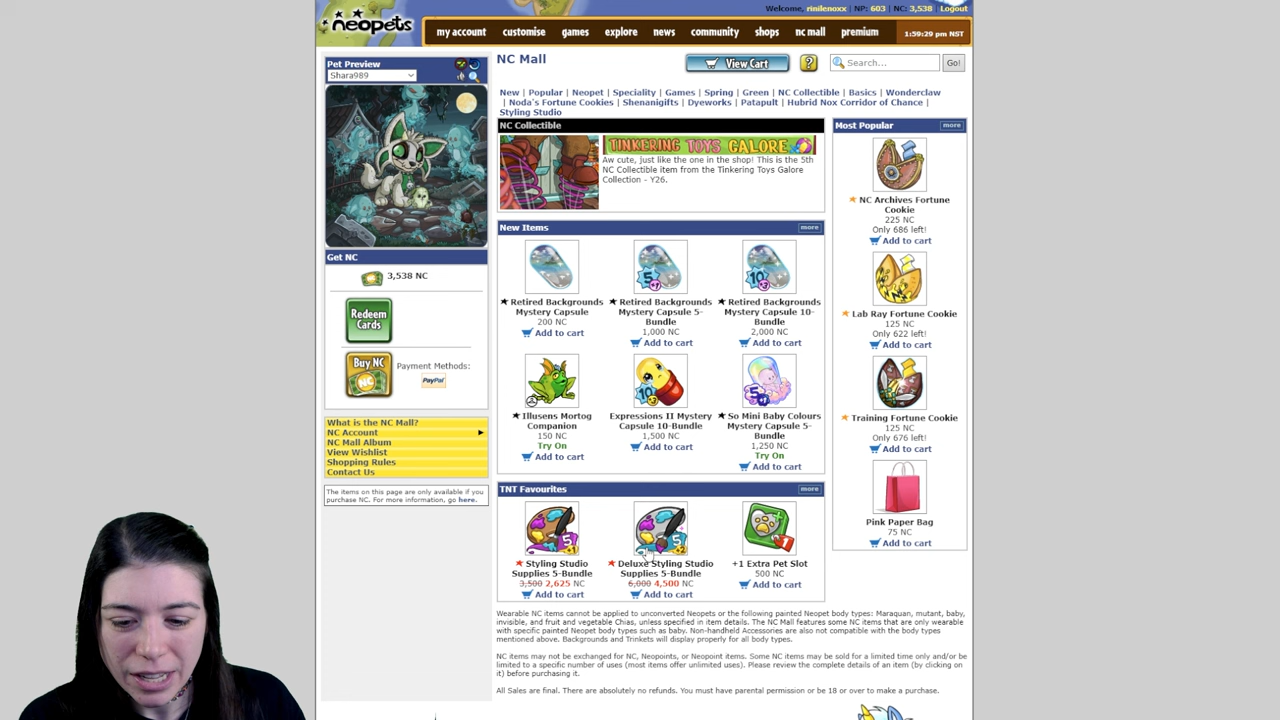 Welcome, rinilenoxx | NP: 603 | NC: 3,538 | Logout
neopets
my account customise games explore news community shops nc mall premium 1:59:29 pm NST
Pet Preview
Shara989
NC Mall
View Cart
?
Search...
Go!
New | Popular | Neopet | Speciality | Games | Spring | Green | NC Collectible | Basics | Wonderclaw
| Noda's Fortune Cookies | Shenanigifts | Dyeworks | Patapult | Hubrid Nox Corridor of Chance |
Styling Studio
NC Collectible
TINKERING TOYS GALORE
Aw cute, just like the one in the shop! This is the 5th
NC Collectible item from the Tinkering Toys Galore
Collection - Y26.
Get NC
3,538 NC
Redeem
Cards
Buy NC
NC
Payment Methods:
PayPal
What is the NC Mall?
NC Account
NC Mall Album
View Wishlist
Shopping Rules
Contact Us
The items on this page are only available if you
purchase NC. For more information, go here.
New Items
more
Retired Backgrounds
Mystery Capsule
200 NC
Add to cart
5
Retired Backgrounds
Mystery Capsule 5-
Bundle
1,000 NC
Add to cart
10
Retired Backgrounds
Mystery Capsule 10-
Bundle
2,000 NC
Add to cart
Illusens Mortog
Companion
150 NC
Try On
Add to cart
10
Expressions II Mystery
Capsule 10-Bundle
1,500 NC
Add to cart
5
So Mini Baby Colours
Mystery Capsule 5-
Bundle
1,250 NC
Try On
Add to cart
TNT Favourites
more
5
Styling Studio
Supplies 5-Bundle
3,500 2,625 NC
Add to cart
5
Deluxe Styling Studio
Supplies 5-Bundle
6,000 4,500 NC
Add to cart
+1 Extra Pet Slot
500 NC
Add to cart
Most Popular
more
NC Archives Fortune
Cookie
225 NC
Only 686 left!
Add to cart
Lab Ray Fortune Cookie
125 NC
Only 622 left!
Add to cart
Training Fortune Cookie
125 NC
Only 676 left!
Add to cart
Pink Paper Bag
75 NC
Add to cart
Wearable NC items cannot be applied to unconverted Neopets or the following painted Neopet body types: Maraquan, mutant, baby,
invisible, and fruit and vegetable Chias, unless specified in item details. The NC Mall features some NC items that are only wearable
with specific painted Neopet body types such as baby. Non-handheld Accessories are also not compatible with the body types
mentioned above. Backgrounds and Trinkets will display properly for all body types.
NC items may not be exchanged for NC, Neopoints, or Neopoint items. Some NC items may be sold for a limited time only and/or be
limited to a specific number of uses (most items offer unlimited uses). Please review the complete details of an item (by clicking on
it) before purchasing it.
All Sales are final. There are absolutely no refunds. You must have parental permission or be 18 or over to make a purchase.